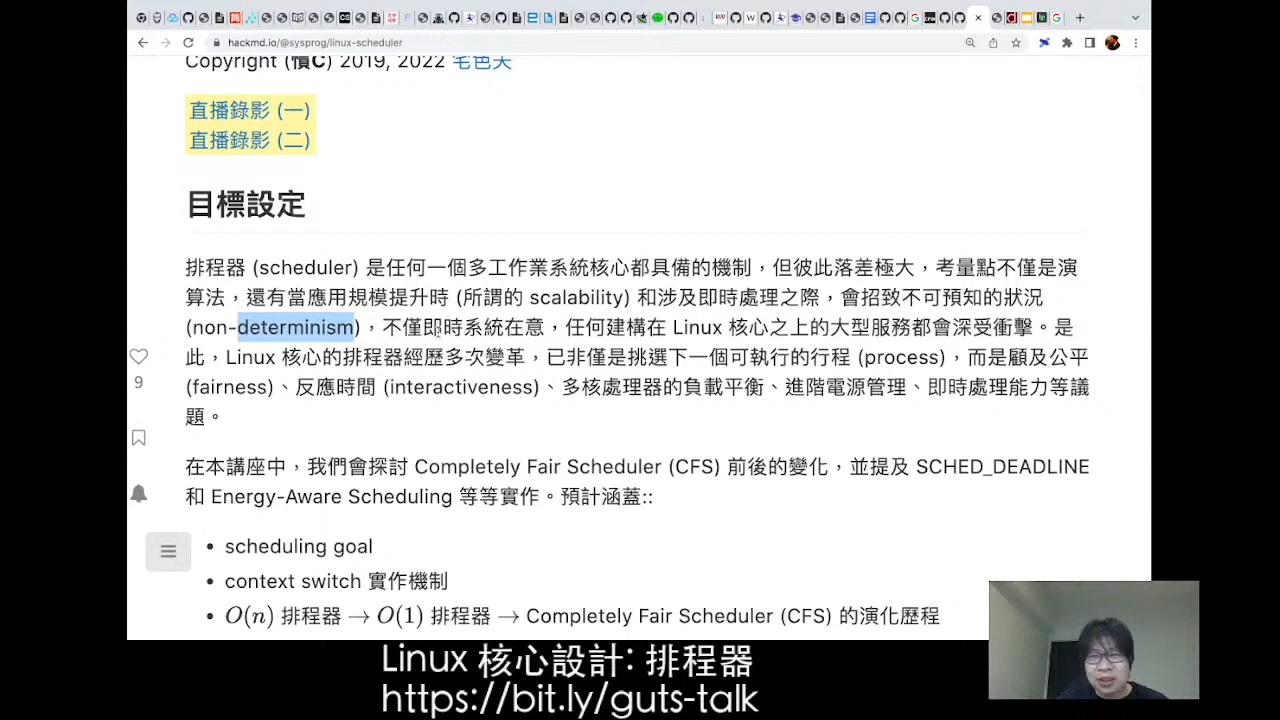 hackmd.io/@sysprog/linux-scheduler
Copyright (慣C) 2019, 2022 宅色夫
直播錄影 (一)
直播錄影 (二)
目標設定
排程器 (scheduler) 是任何一個多工作業系統核心都具備的機制，但彼此落差極大，考量點不僅是演
算法，還有當應用規模提升時 (所謂的 scalability) 和涉及即時處理之際，會招致不可預知的狀況
(non-determinism)，不僅即時系統在意，任何建構在 Linux 核心之上的大型服務都會深受衝擊。是
此，Linux 核心的排程器經歷多次變革，已非僅是挑選下一個可執行的行程 (process)，而是顧及公平
(fairness)、反應時間 (interactiveness)、多核處理器的負載平衡、進階電源管理、即時處理能力等議
題。
9
在本講座中，我們會探討 Completely Fair Scheduler (CFS) 前後的變化，並提及 SCHED_DEADLINE
和 Energy-Aware Scheduling 等等實作。預計涵蓋::
scheduling goal
context switch 實作機制
O(n) 排程器 → O(1) 排程器 → Completely Fair Scheduler (CFS) 的演化歷程
Linux 核心設計: 排程器
https://bit.ly/guts-talk